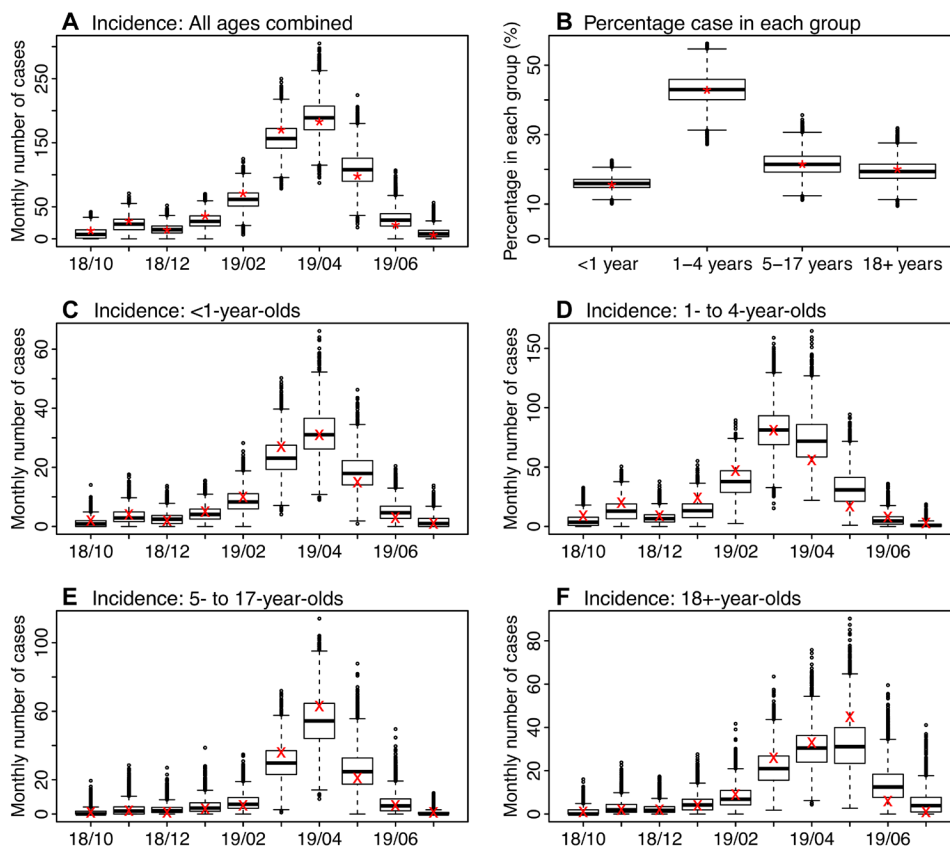 A Incidence: All ages combined
Monthly number of cases
0 50 150 250
18/10 18/12 19/02 19/04 19/06
B Percentage case in each group
Percentage in each group (%)
0 10 30 50
<1 year 1–4 years 5–17 years 18+ years
C Incidence: <1-year-olds
Monthly number of cases
0 20 40 60
18/10 18/12 19/02 19/04 19/06
D Incidence: 1- to 4-year-olds
Monthly number of cases
0 50 100 150
18/10 18/12 19/02 19/04 19/06
E Incidence: 5- to 17-year-olds
Monthly number of cases
0 20 60 100
18/10 18/12 19/02 19/04 19/06
F Incidence: 18+-year-olds
Monthly number of cases
0 20 40 60 80
18/10 18/12 19/02 19/04 19/06